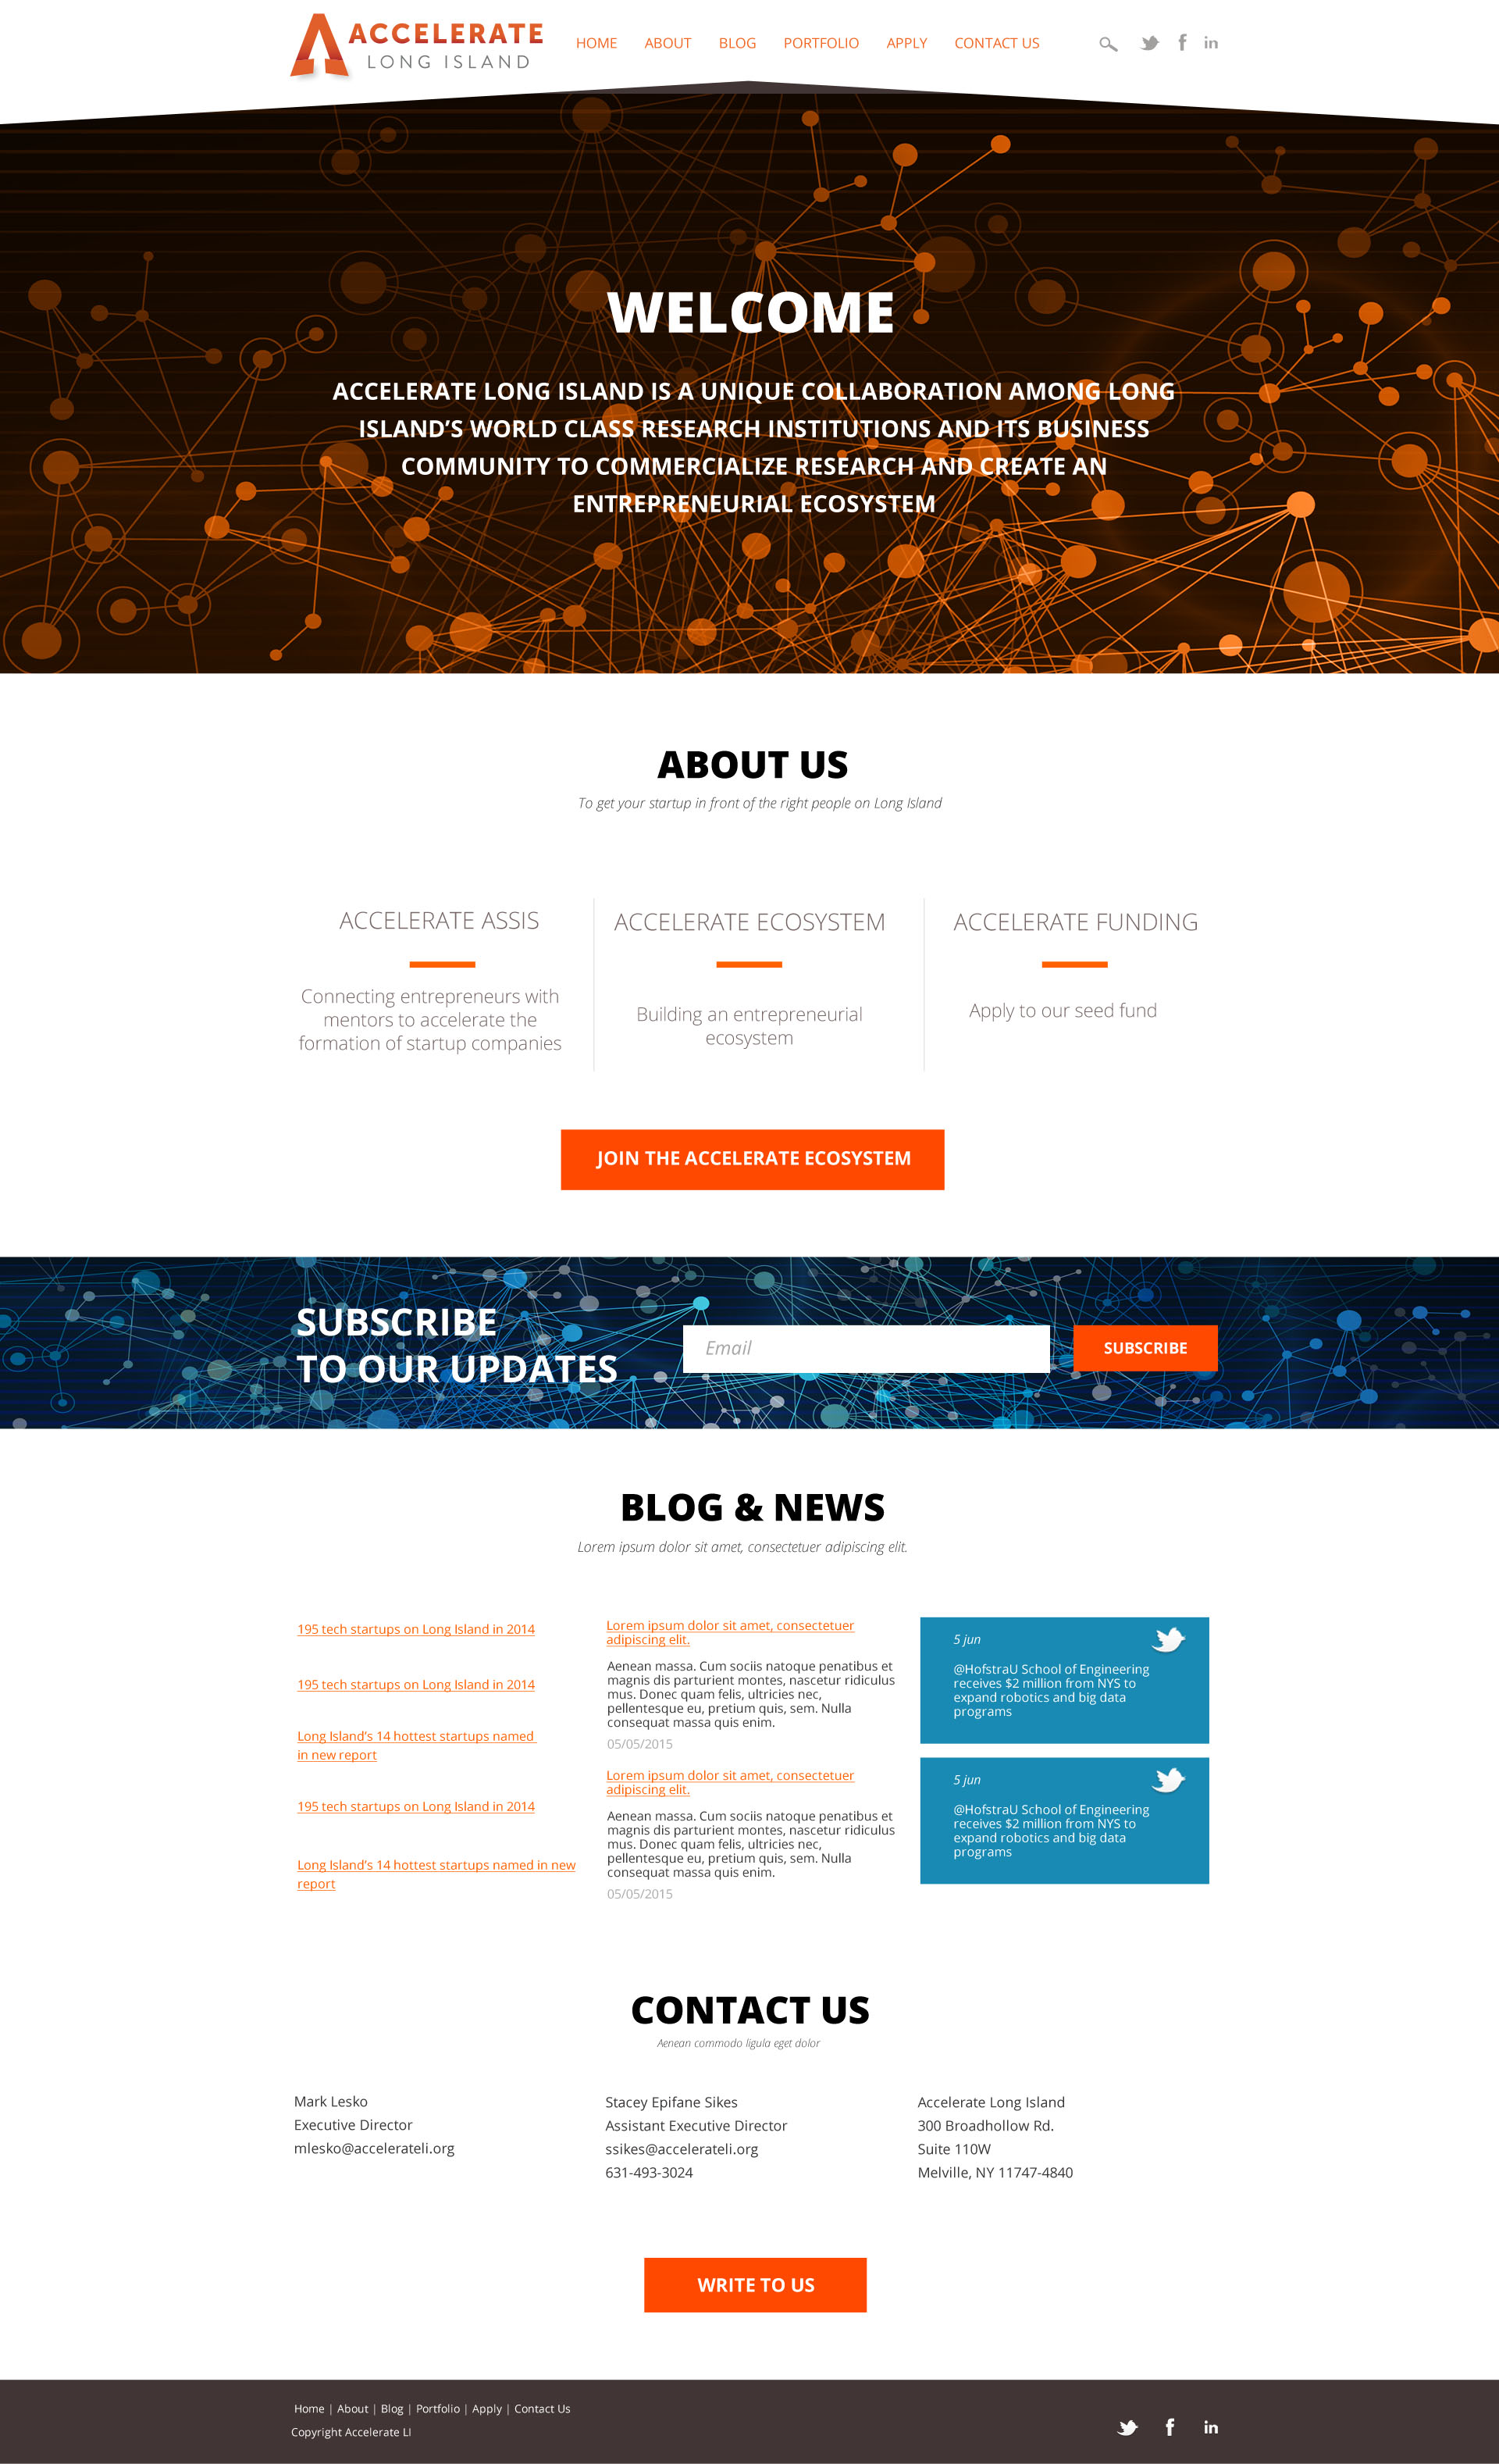 ACCELERATE
LONG ISLAND
HOME ABOUT BLOG PORTFOLIO APPLY CONTACT US
WELCOME
ACCELERATE LONG ISLAND IS A UNIQUE COLLABORATION AMONG LONG
ISLAND’S WORLD CLASS RESEARCH INSTITUTIONS AND ITS BUSINESS
COMMUNITY TO COMMERCIALIZE RESEARCH AND CREATE AN
ENTREPRENEURIAL ECOSYSTEM
ABOUT US
To get your startup in front of the right people on Long Island
ACCELERATE ASSIS
Connecting entrepreneurs with
mentors to accelerate the
formation of startup companies
ACCELERATE ECOSYSTEM
Building an entrepreneurial
ecosystem
ACCELERATE FUNDING
Apply to our seed fund
JOIN THE ACCELERATE ECOSYSTEM
SUBSCRIBE
TO OUR UPDATES
Email
SUBSCRIBE
BLOG & NEWS
Lorem ipsum dolor sit amet, consectetuer adipiscing elit.
195 tech startups on Long Island in 2014
195 tech startups on Long Island in 2014
Long Island’s 14 hottest startups named
in new report
195 tech startups on Long Island in 2014
Long Island’s 14 hottest startups named in new
report
Lorem ipsum dolor sit amet, consectetuer
adipiscing elit.
Aenean massa. Cum sociis natoque penatibus et
magnis dis parturient montes, nascetur ridiculus
mus. Donec quam felis, ultricies nec,
pellentesque eu, pretium quis, sem. Nulla
consequat massa quis enim.
05/05/2015
Lorem ipsum dolor sit amet, consectetuer
adipiscing elit.
Aenean massa. Cum sociis natoque penatibus et
magnis dis parturient montes, nascetur ridiculus
mus. Donec quam felis, ultricies nec,
pellentesque eu, pretium quis, sem. Nulla
consequat massa quis enim.
05/05/2015
5 jun
@HofstraU School of Engineering
receives $2 million from NYS to
expand robotics and big data
programs
5 jun
@HofstraU School of Engineering
receives $2 million from NYS to
expand robotics and big data
programs
CONTACT US
Aenean commodo ligula eget dolor
Mark Lesko
Executive Director
mlesko@accelerateli.org
Stacey Epifane Sikes
Assistant Executive Director
ssikes@accelerateli.org
631-493-3024
Accelerate Long Island
300 Broadhollow Rd.
Suite 110W
Melville, NY 11747-4840
WRITE TO US
Home | About | Blog | Portfolio | Apply | Contact Us
Copyright Accelerate LI